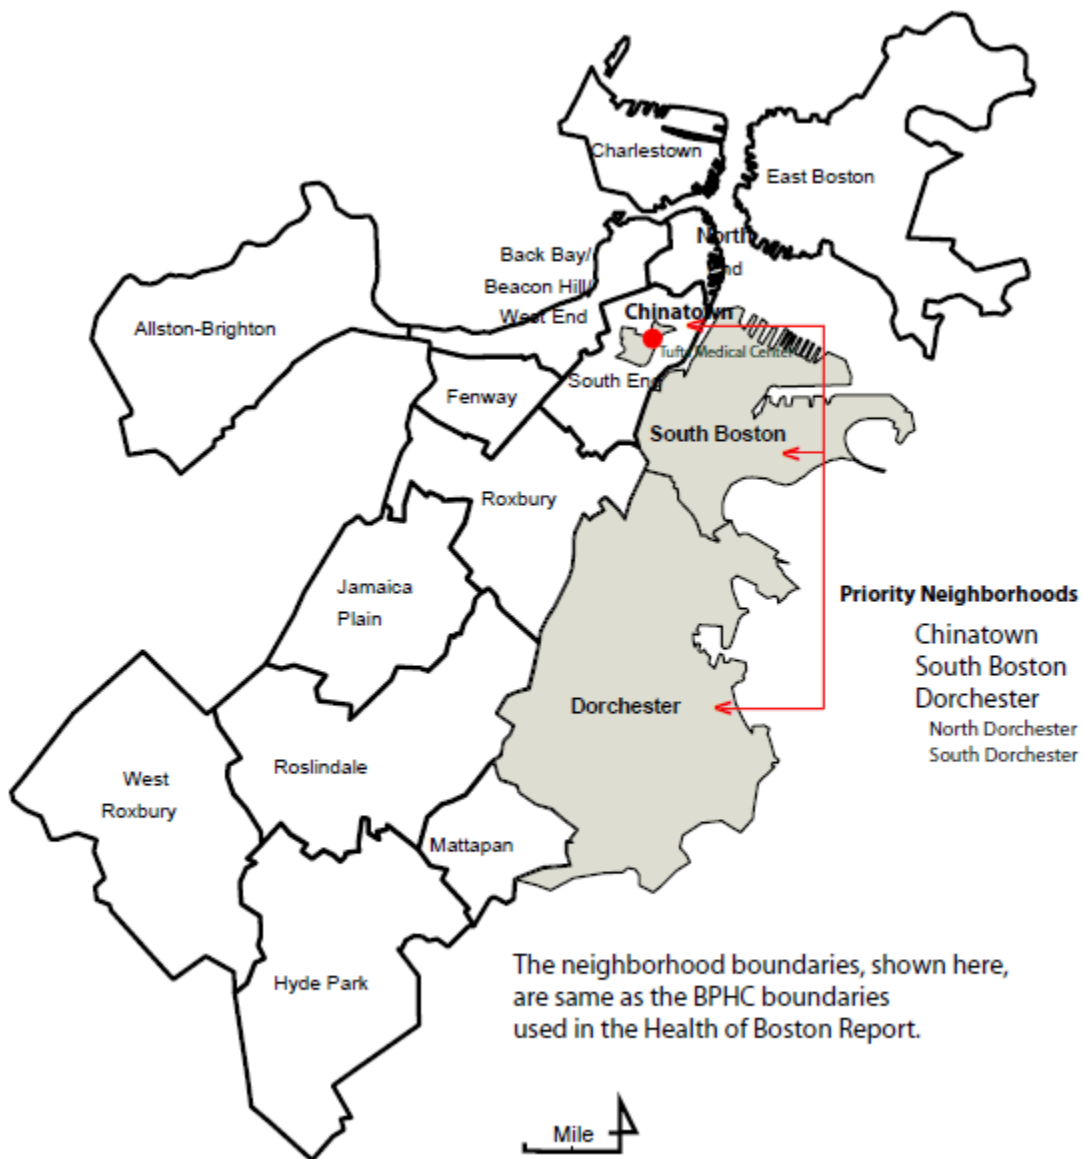 Charlestown
East Boston
North
End
Back Bay/
Beacon Hill/
West End
Chinatown
Allston-Brighton
Tufts Medical Center
South End
Fenway
South Boston
Roxbury
Jamaica
Plain
Priority Neighborhoods
Chinatown
South Boston
Dorchester
North Dorchester
South Dorchester
Dorchester
Roslindale
West
Roxbury
Mattapan
Hyde Park
The neighborhood boundaries, shown here,
are same as the BPHC boundaries
used in the Health of Boston Report.
Mile